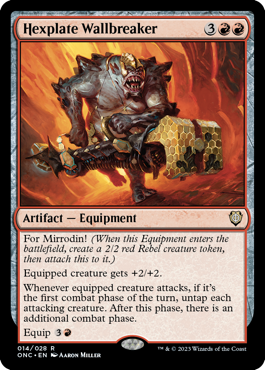 Hexplate Wallbreaker 3
Artifact — Equipment
For Mirrodin! (When this Equipment enters the
battlefield, create a 2/2 red Rebel creature token,
then attach this to it.)
Equipped creature gets +2/+2.
Whenever equipped creature attacks, if it's
the first combat phase of the turn, untap each
attacking creature. After this phase, there is an
additional combat phase.
Equip 3
014/028 R
ONC • EN AARON MILLER
™ & © 2023 Wizards of the Coast